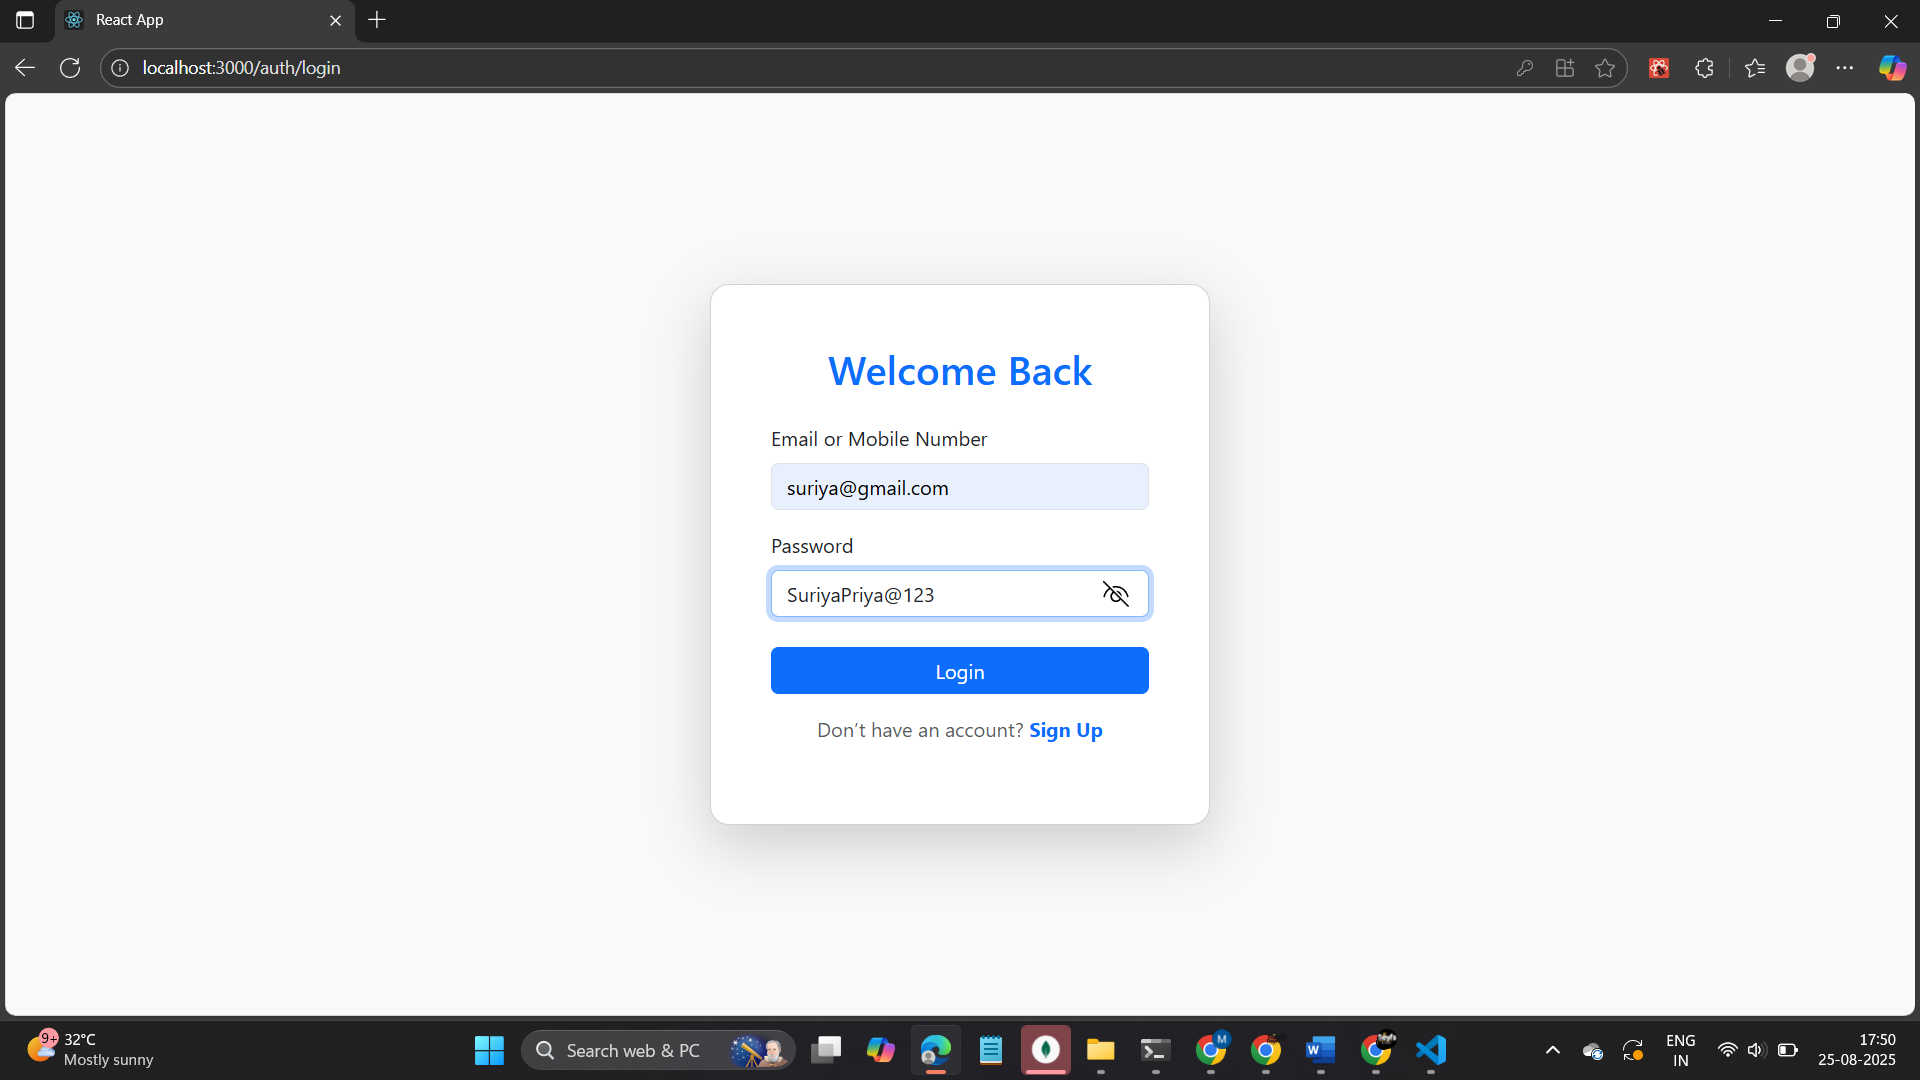 React App
localhost:3000/auth/login
Welcome Back
Email or Mobile Number
suriya@gmail.com
Password
SuriyaPriya@123
Login
Don't have an account? Sign Up
9+
32°C
Mostly sunny
Search web & PC
M
W
ENG
IN
17:50
25-08-2025